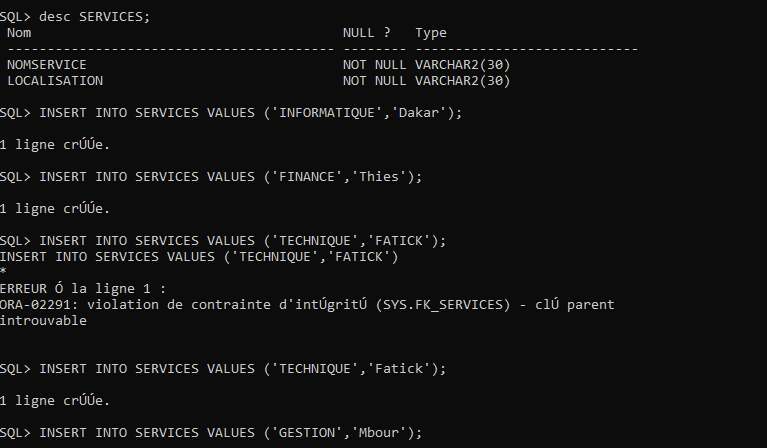 SQL> desc SERVICES;
Nom NULL ? Type
----------------------------------------- -------- ----------------------------
NOMSERVICE NOT NULL VARCHAR2(30)
LOCALISATION NOT NULL VARCHAR2(30)
SQL> INSERT INTO SERVICES VALUES ('INFORMATIQUE','Dakar');
1 ligne crÚÚe.
SQL> INSERT INTO SERVICES VALUES ('FINANCE','Thies');
1 ligne crÚÚe.
SQL> INSERT INTO SERVICES VALUES ('TECHNIQUE','FATICK');
INSERT INTO SERVICES VALUES ('TECHNIQUE','FATICK')
*
ERREUR Ó la ligne 1 :
ORA-02291: violation de contrainte d'intÚgritÚ (SYS.FK_SERVICES) - clÚ parent
introuvable
SQL> INSERT INTO SERVICES VALUES ('TECHNIQUE','Fatick');
1 ligne crÚÚe.
SQL> INSERT INTO SERVICES VALUES ('GESTION','Mbour');